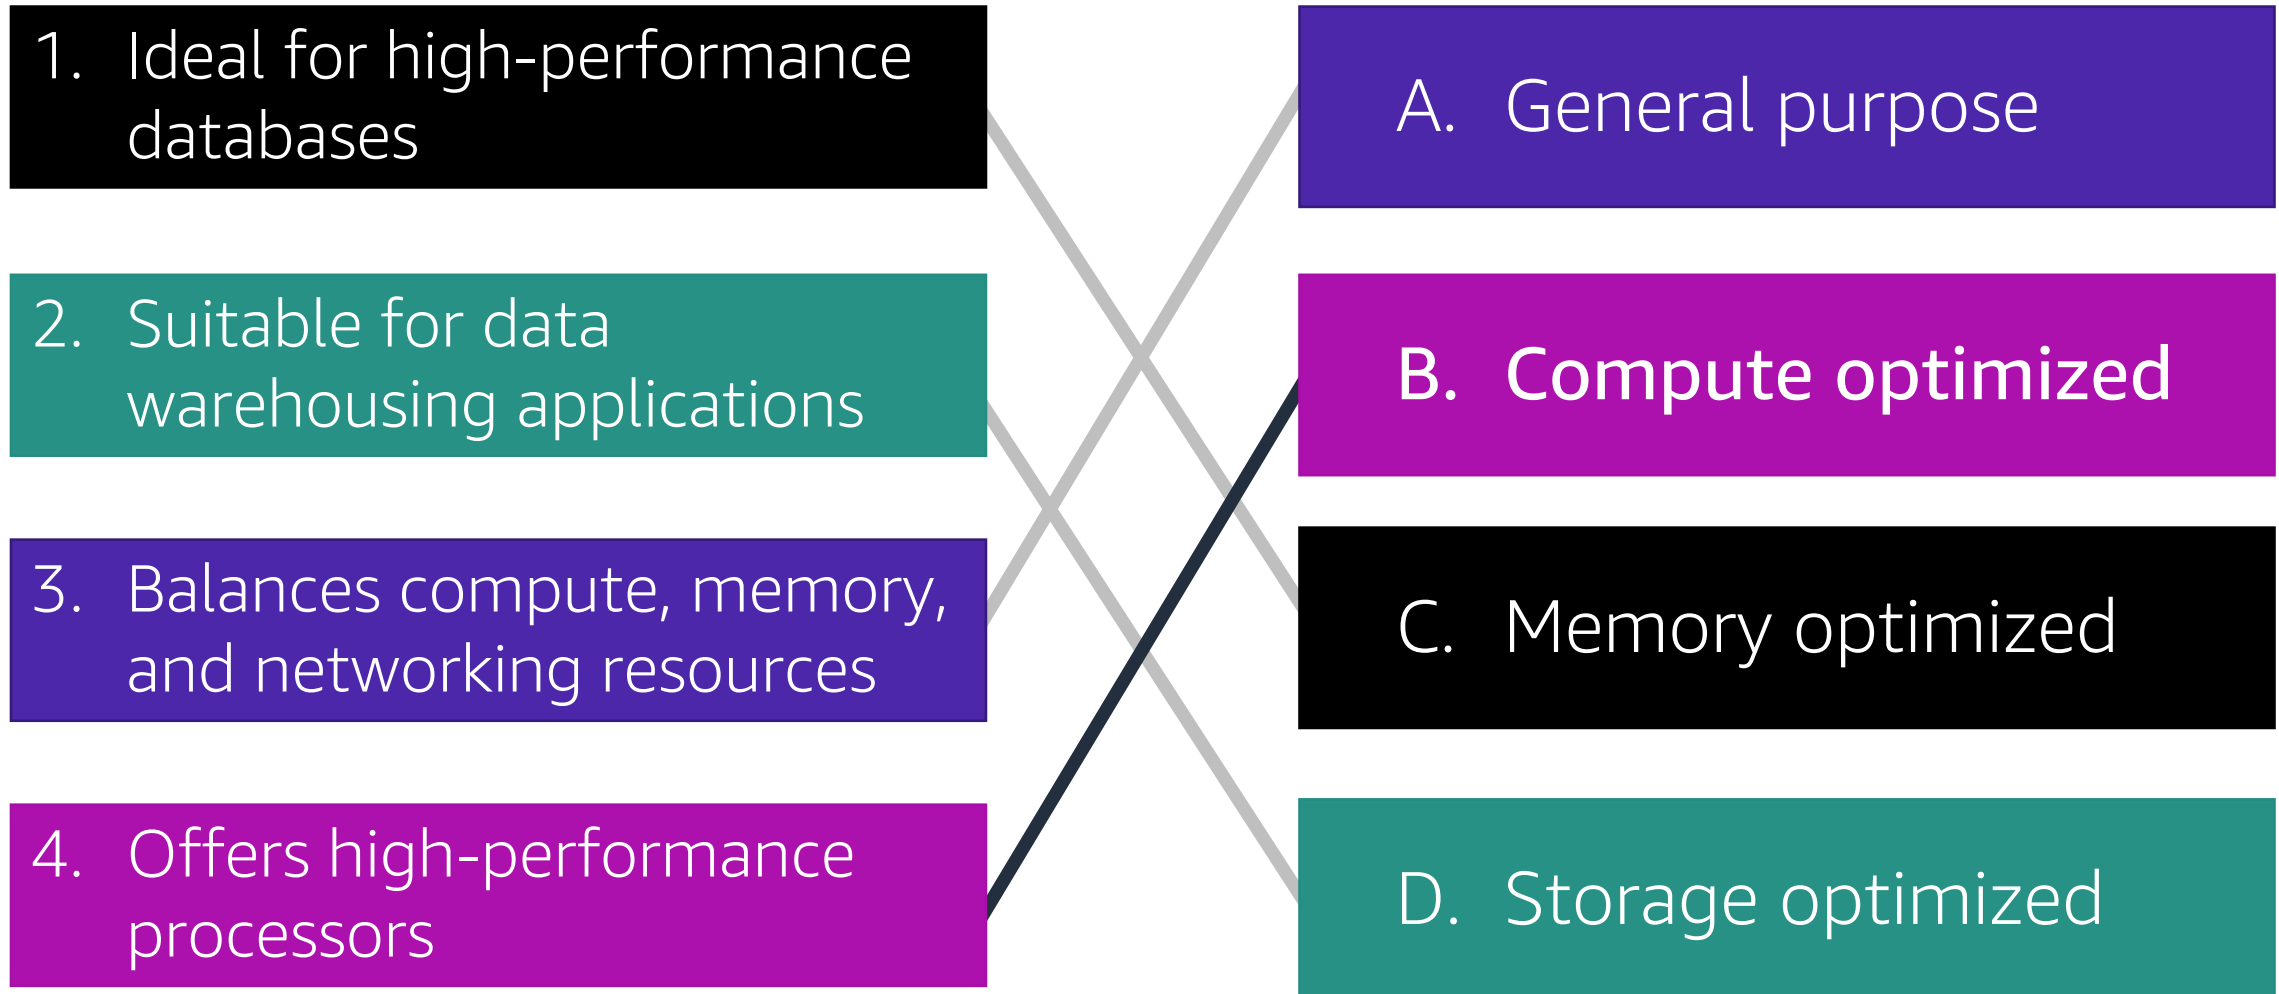 1. Ideal for high-performance
databases
2. Suitable for data
warehousing applications
3. Balances compute, memory,
and networking resources
4. Offers high-performance
processors
A. General purpose
B. Compute optimized
C. Memory optimized
D. Storage optimized